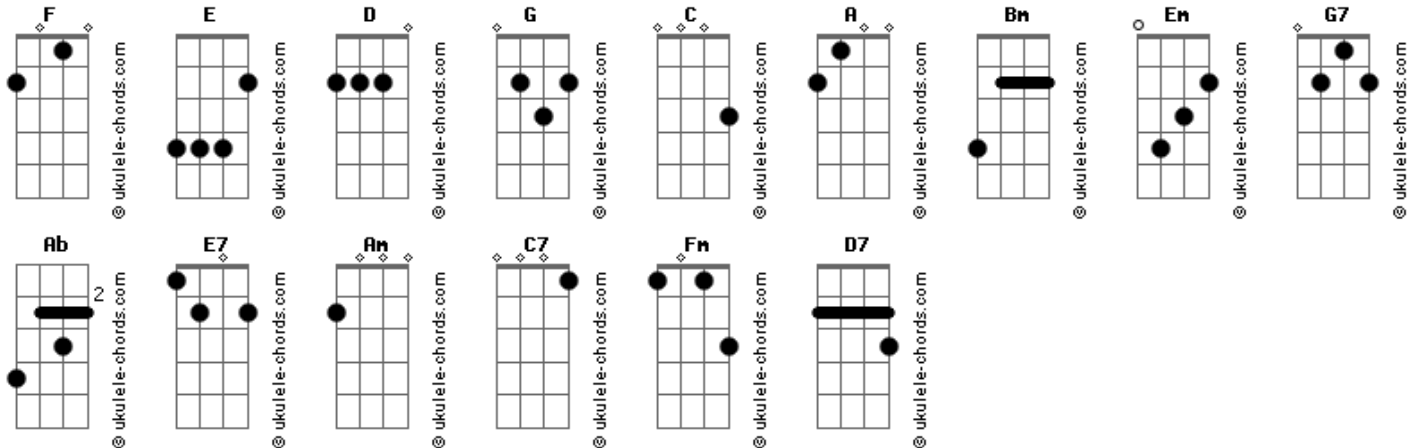 F E D G C A Bm Em G7
© ukulele-chords.com © ukulele-chords.com © ukulele-chords.com © ukulele-chords.com © ukulele-chords.com © ukulele-chords.com © ukulele-chords.com © ukulele-chords.com © ukulele-chords.com
Ab E7 Am C7 Fm D7
2
© ukulele-chords.com © ukulele-chords.com © ukulele-chords.com © ukulele-chords.com © ukulele-chords.com © ukulele-chords.com